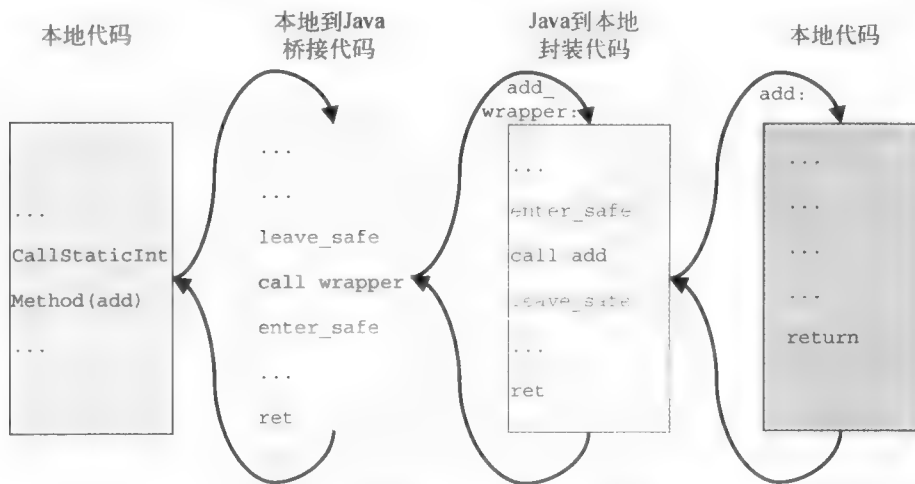 本地代码
本地到Java
桥接代码
Java到本地
封装代码
本地代码
...
CallStaticInt
Method(add)
...
...
...
leave_safe
call wrapper
enter_safe
...
ret
add_
wrapper:
...
enter_safe
call add
leave_safe
...
ret
add:
...
...
...
...
return